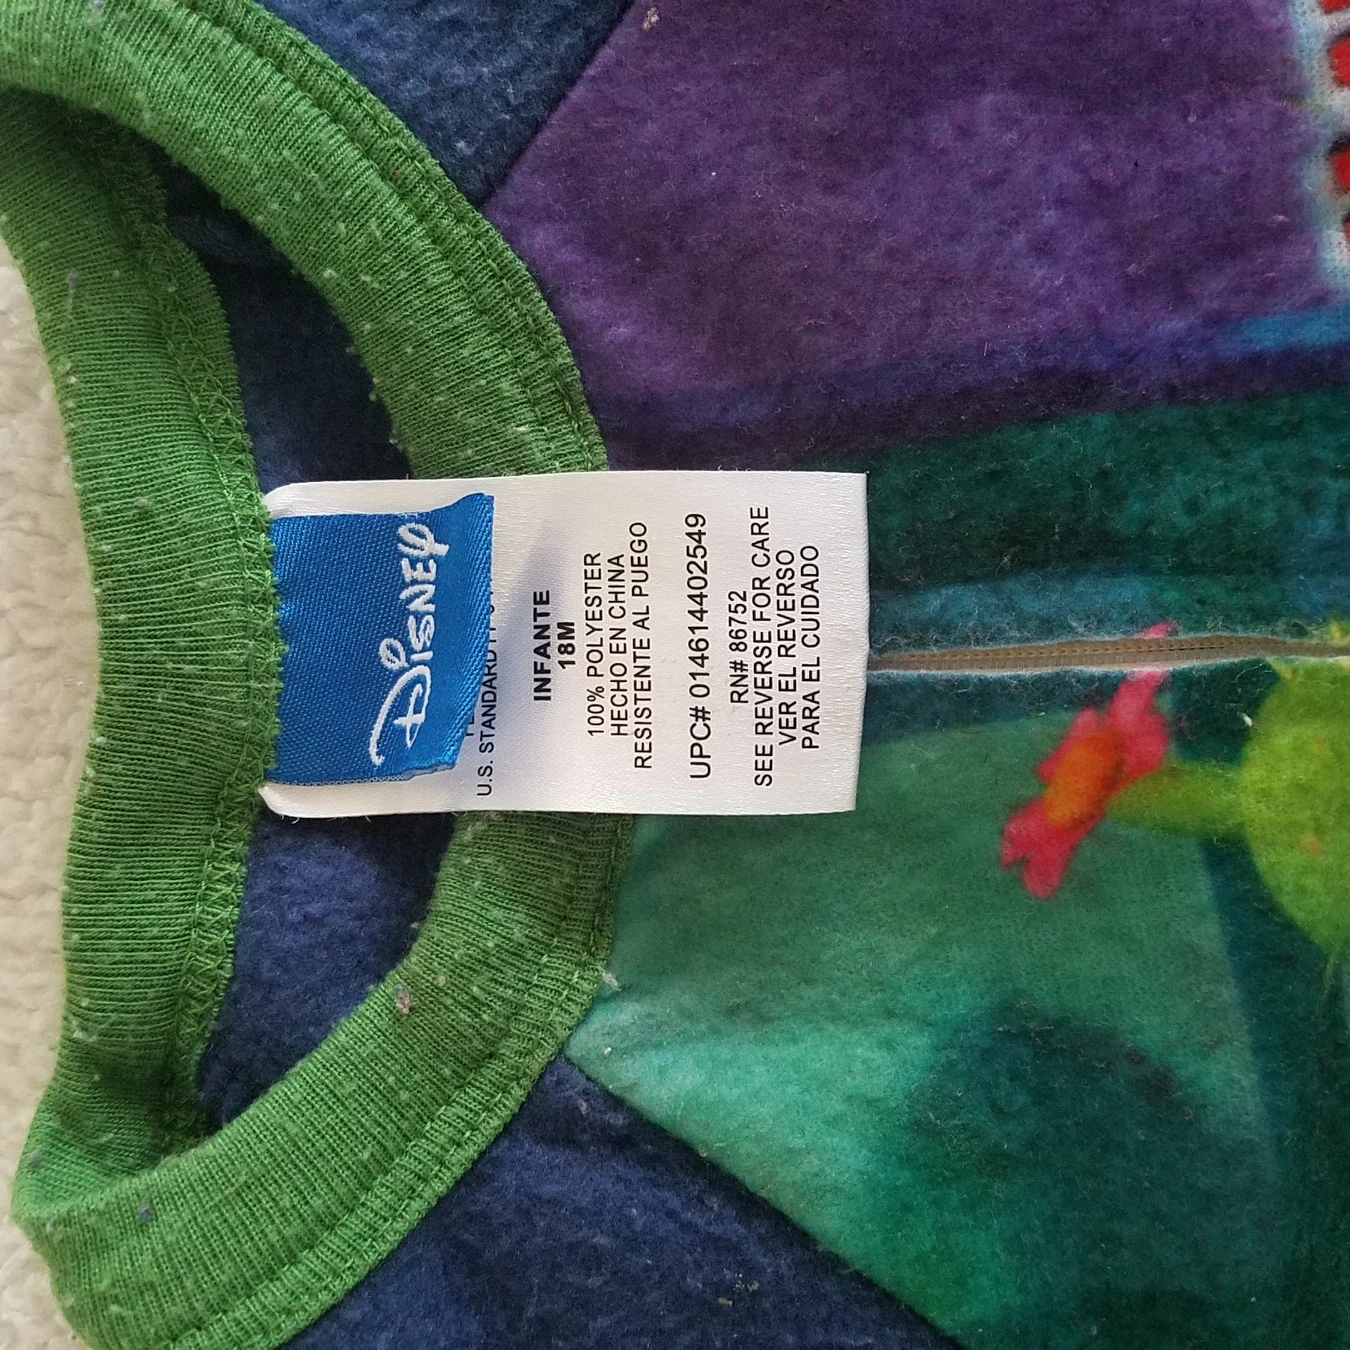 Disney
U.S. STANDARD
INFANTE
18M
100% POLYESTER
HECHO EN CHINA
RESISTENTE AL PUEGO
UPC# 014614402549
RN# 86752
SEE REVERSE FOR CARE
VER EL REVERSO
PARA EL CUIDADO